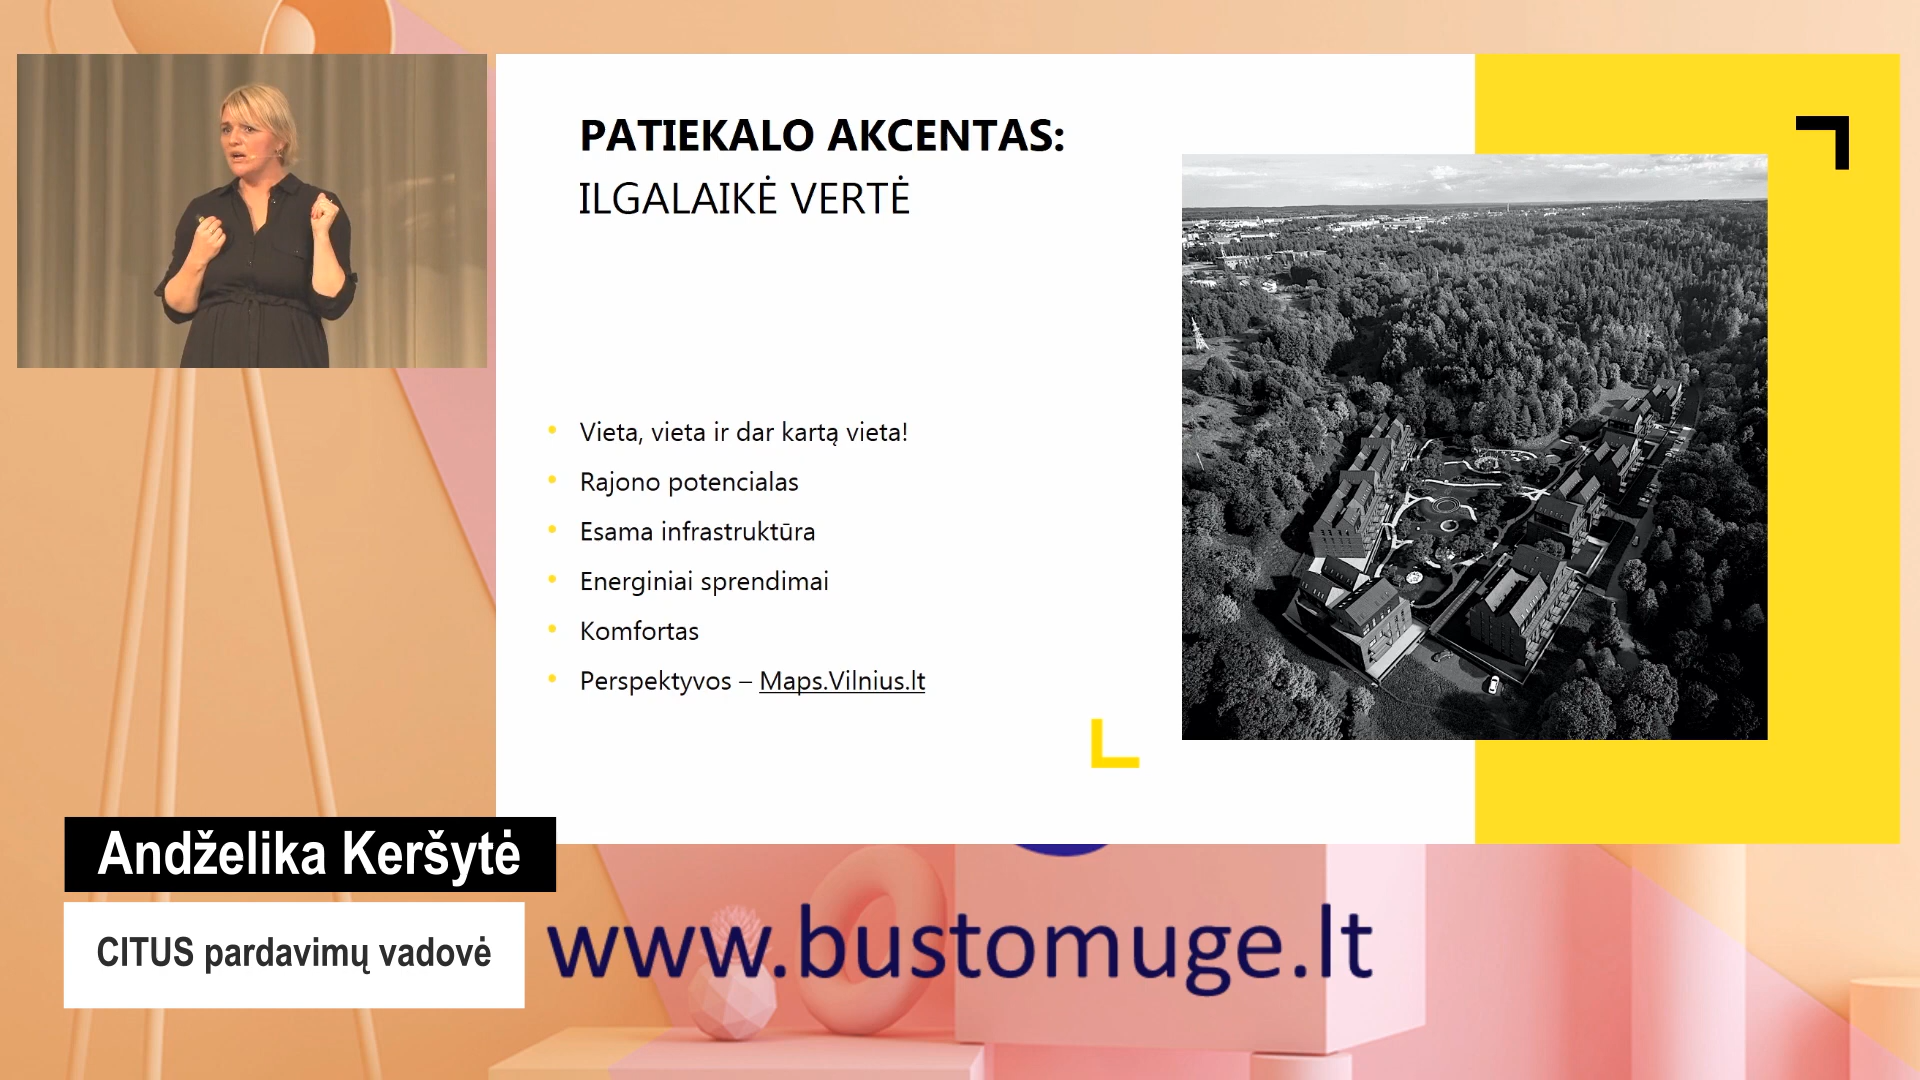 PATIEKALO AKCENTAS:
ILGALAIKĖ VERTĖ
Vieta, vieta ir dar kartą vieta!
Rajono potencialas
Esama infrastruktūra
Energiniai sprendimai
Komfortas
Perspektyvos – Maps.Vilnius.lt
Andželika Keršytė
CITUS pardavimų vadovė
www.bustomuge.lt